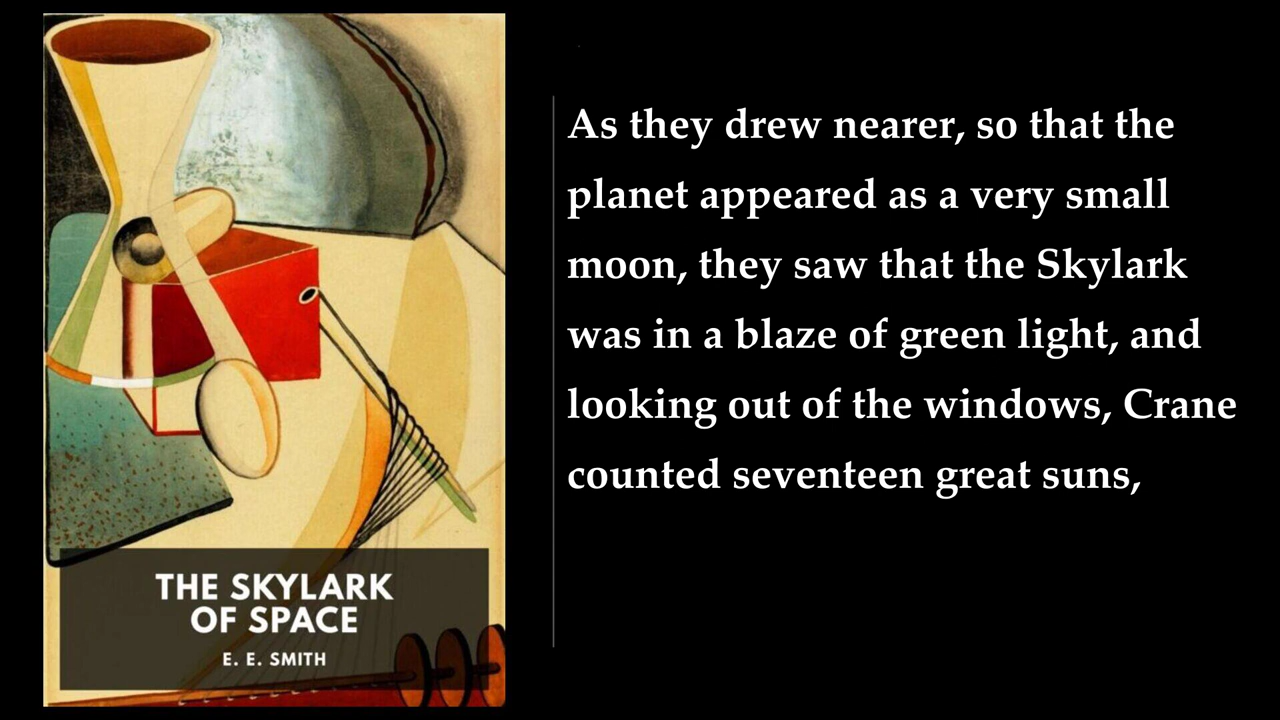 THE SKYLARK
OF SPACE
E. E. SMITH
As they drew nearer, so that the
planet appeared as a very small
moon, they saw that the Skylark
was in a blaze of green light, and
looking out of the windows, Crane
counted seventeen great suns,